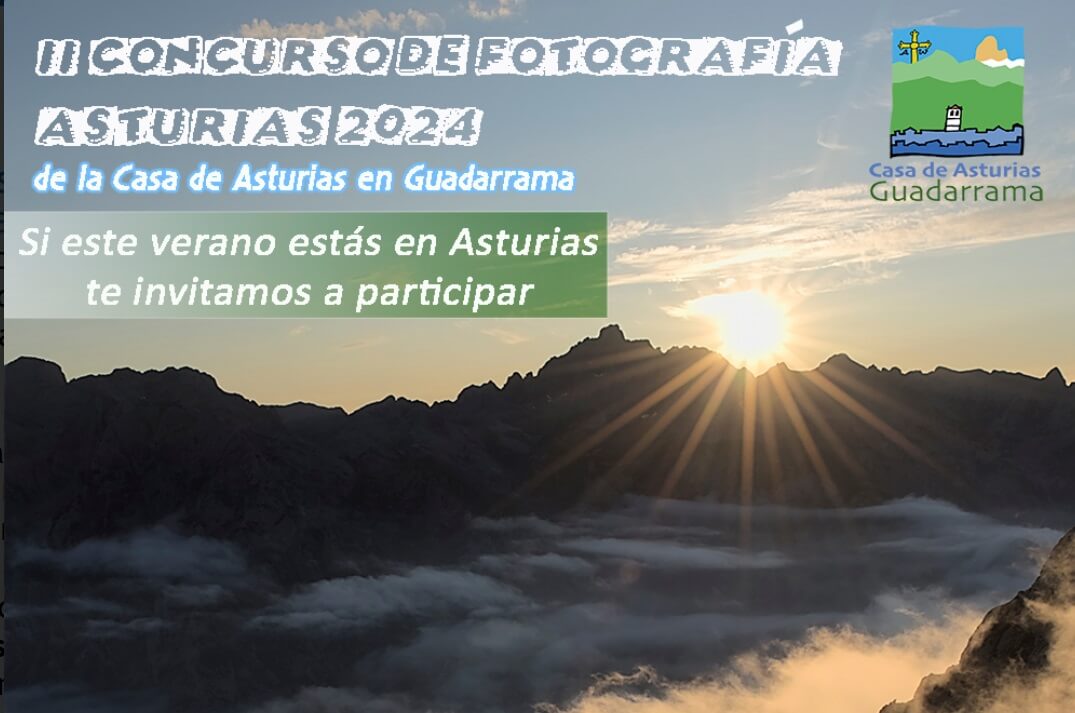 II CONCURSO DE FOTOGRAFÍA
ASTURIAS 2024
de la Casa de Asturias en Guadarrama
Si este verano estás en Asturias
te invitamos a participar
Casa de Asturias
Guadarrama